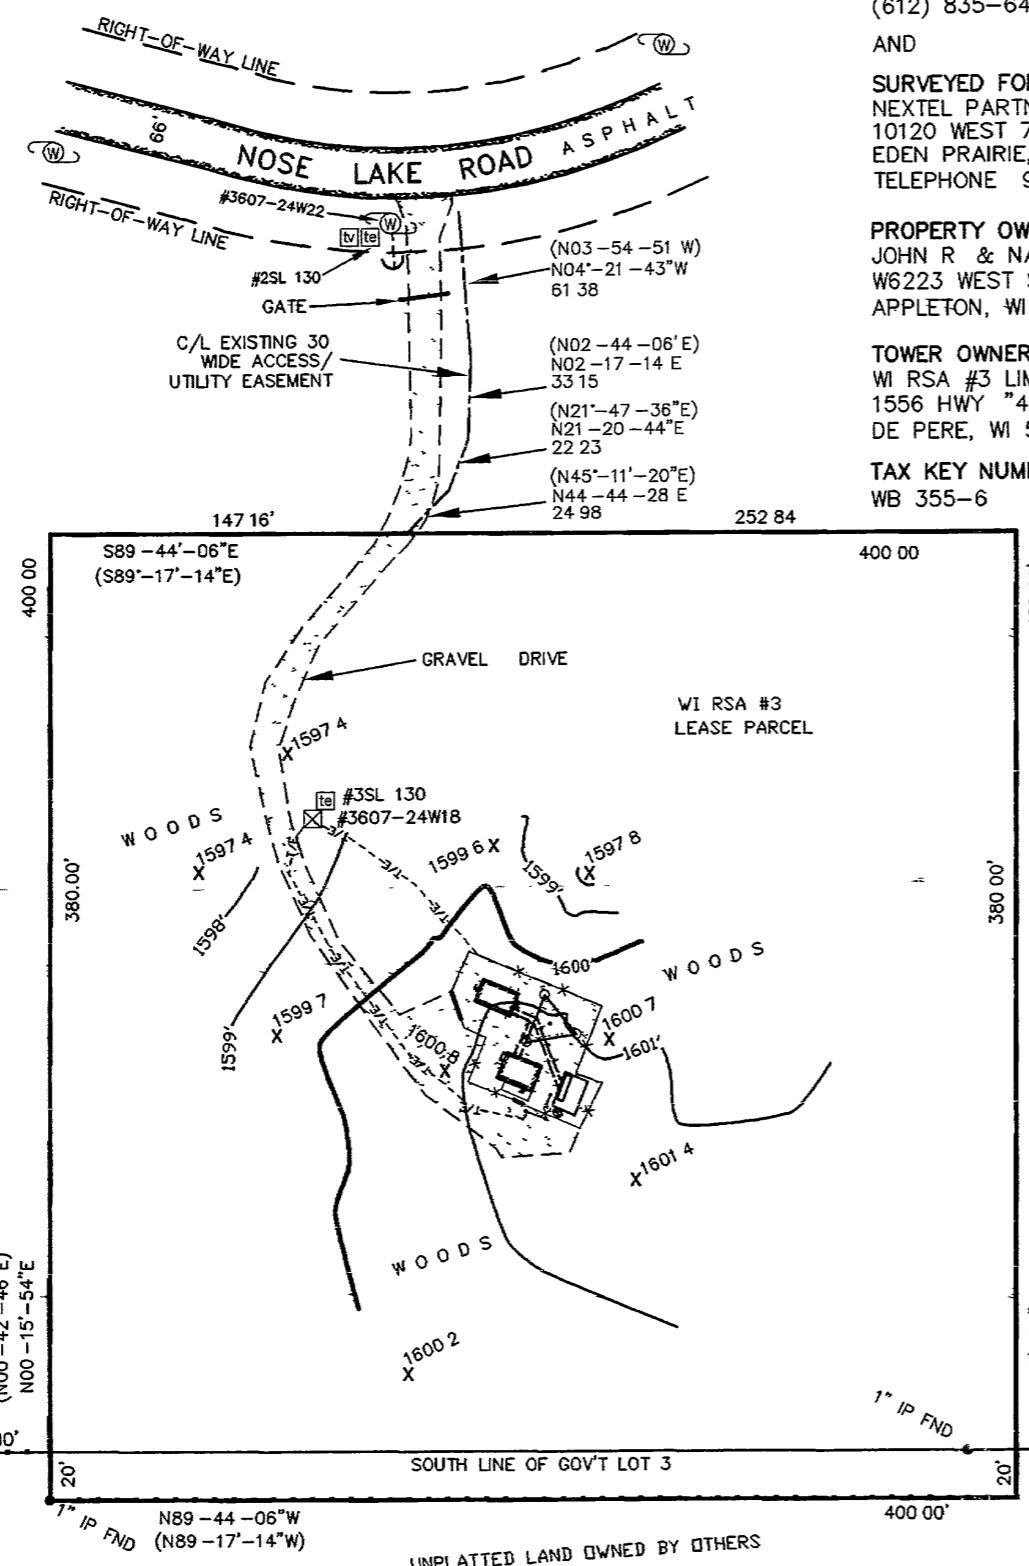 (612) 835-64
AND
SURVEYED FO
NEXTEL PARTN
10120 WEST 7
EDEN PRAIRIE,
TELEPHONE 9
PROPERTY OW
JOHN R & NA
W6223 WEST S
APPLETON, WI
TOWER OWNER
WI RSA #3 LIM
1556 HWY "4
DE PERE, WI 5
TAX KEY NUM
WB 355-6
RIGHT-OF-WAY LINE
W
66'
NOSE LAKE ROAD ASPHALT
W
RIGHT-OF-WAY LINE
#3607-24W22
W
tv te
#2SL 130
GATE
C/L EXISTING 30
WIDE ACCESS/
UTILITY EASEMENT
(N03-54-51 W)
N04°-21-43"W
61 38
(N02-44-06'E)
N02-17-14 E
33 15
(N21°-47-36"E)
N21-20-44"E
22 23
(N45°-11'-20"E)
N44-44-28 E
24 98
147 16'
252 84
S89-44'-06"E
(S89°-17'-14"E)
400 00
400 00
GRAVEL DRIVE
WI RSA #3
LEASE PARCEL
X 1597 4
te #3SL 130
#3607-24W18
WOODS
X 1597 4
1599 6 X
X 1597 8
1599'
T/E
T/E
T/E
T/E
380.00'
380 00'
1598'
1599'
WOODS
1600'
X 1599 7
1600.8 X
X 1600 7
1601'
T/E
T/E
T/E
X 1601 4
WOODS
X 1600 2
(N00-42-46 E)
N00-15'-54"E
1" IP FND
SOUTH LINE OF GOV'T LOT 3
20'
20'
1" IP FND
N89-44-06"W
(N89-17'-14"W)
400 00'
UNPLATTED LAND OWNED BY OTHERS